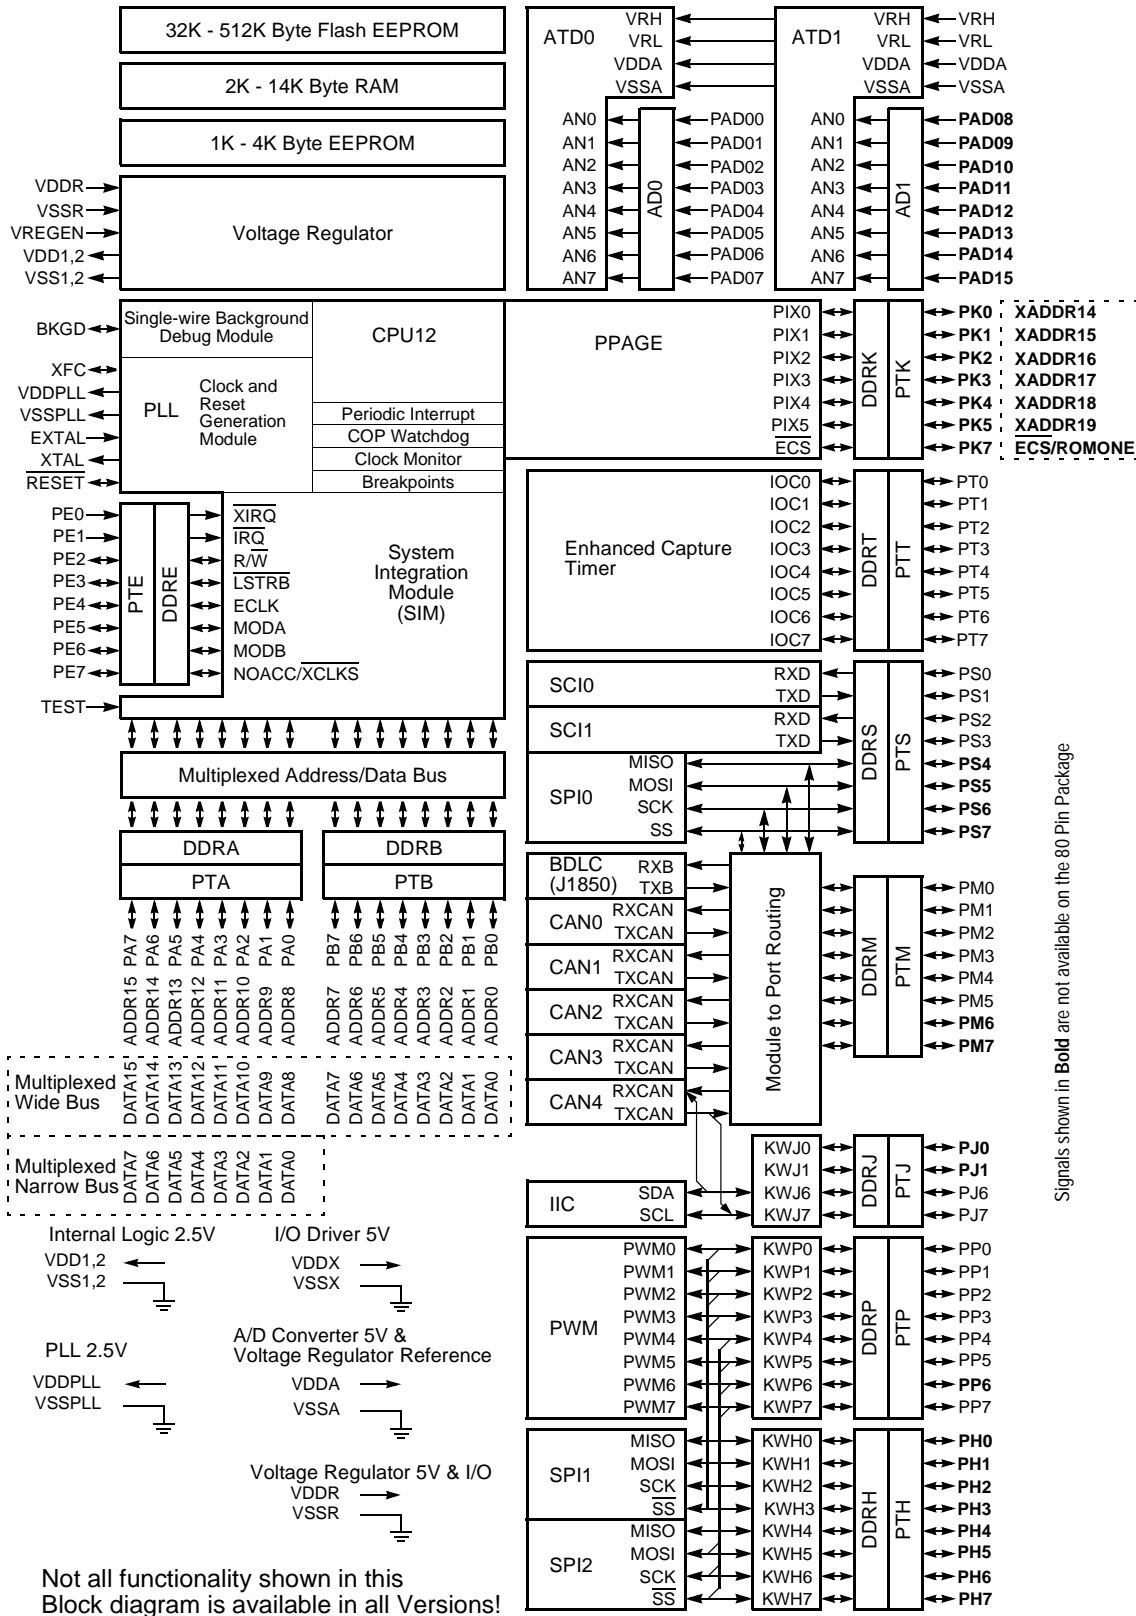 32K - 512K Byte Flash EEPROM
2K - 14K Byte RAM
1K - 4K Byte EEPROM
VDDR
VSSR
VREGEN
VDD1,2
VSS1,2
Voltage Regulator
ATD0
VRH
VRL
VDDA
VSSA
AN0
AN1
AN2
AN3
AN4
AN5
AN6
AN7
AD0
PAD00
PAD01
PAD02
PAD03
PAD04
PAD05
PAD06
PAD07
ATD1
VRH
VRL
VDDA
VSSA
VRH
VRL
VDDA
VSSA
AN0
AN1
AN2
AN3
AN4
AN5
AN6
AN7
AD1
PAD08
PAD09
PAD10
PAD11
PAD12
PAD13
PAD14
PAD15
BKGD
XFC
VDDPLL
VSSPLL
EXTAL
XTAL
RESET
Single-wire Background
Debug Module
CPU12
PLL
Clock and
Reset
Generation
Module
Periodic Interrupt
COP Watchdog
Clock Monitor
Breakpoints
PPAGE
PIX0
PIX1
PIX2
PIX3
PIX4
PIX5
ECS
DDRK
PTK
PK0 XADDR14
PK1 XADDR15
PK2 XADDR16
PK3 XADDR17
PK4 XADDR18
PK5 XADDR19
PK7 ECS/ROMONE
PE0
PE1
PE2
PE3
PE4
PE5
PE6
PE7
TEST
PTE
DDRE
XIRQ
IRQ
R/W
LSTRB
ECLK
MODA
MODB
NOACC/XCLKS
System
Integration
Module
(SIM)
Enhanced Capture
Timer
IOC0
IOC1
IOC2
IOC3
IOC4
IOC5
IOC6
IOC7
DDRT
PTT
PT0
PT1
PT2
PT3
PT4
PT5
PT6
PT7
SCI0
RXD
TXD
SCI1
RXD
TXD
SPI0
MISO
MOSI
SCK
SS
DDRS
PTS
PS0
PS1
PS2
PS3
PS4
PS5
PS6
PS7
Multiplexed Address/Data Bus
DDRA
PTA
DDRB
PTB
PA7
PA6
PA5
PA4
PA3
PA2
PA1
PA0
PB7
PB6
PB5
PB4
PB3
PB2
PB1
PB0
ADDR15
ADDR14
ADDR13
ADDR12
ADDR11
ADDR10
ADDR9
ADDR8
ADDR7
ADDR6
ADDR5
ADDR4
ADDR3
ADDR2
ADDR1
ADDR0
Multiplexed
Wide Bus
DATA15
DATA14
DATA13
DATA12
DATA11
DATA10
DATA9
DATA8
DATA7
DATA6
DATA5
DATA4
DATA3
DATA2
DATA1
DATA0
Multiplexed
Narrow Bus
DATA7
DATA6
DATA5
DATA4
DATA3
DATA2
DATA1
DATA0
BDLC
(J1850)
RXB
TXB
CAN0
RXCAN
TXCAN
CAN1
RXCAN
TXCAN
CAN2
RXCAN
TXCAN
CAN3
RXCAN
TXCAN
CAN4
RXCAN
TXCAN
Module to Port Routing
DDRM
PTM
PM0
PM1
PM2
PM3
PM4
PM5
PM6
PM7
IIC
SDA
SCL
KWJ0
KWJ1
KWJ6
KWJ7
DDRJ
PTJ
PJ0
PJ1
PJ6
PJ7
PWM
PWM0
PWM1
PWM2
PWM3
PWM4
PWM5
PWM6
PWM7
KWP0
KWP1
KWP2
KWP3
KWP4
KWP5
KWP6
KWP7
DDRP
PTP
PP0
PP1
PP2
PP3
PP4
PP5
PP6
PP7
SPI1
MISO
MOSI
SCK
SS
SPI2
MISO
MOSI
SCK
SS
KWH0
KWH1
KWH2
KWH3
KWH4
KWH5
KWH6
KWH7
DDRH
PTH
PH0
PH1
PH2
PH3
PH4
PH5
PH6
PH7
Signals shown in Bold are not available on the 80 Pin Package
Internal Logic 2.5V
VDD1,2
VSS1,2
I/O Driver 5V
VDDX
VSSX
PLL 2.5V
VDDPLL
VSSPLL
A/D Converter 5V &
Voltage Regulator Reference
VDDA
VSSA
Voltage Regulator 5V & I/O
VDDR
VSSR
Not all functionality shown in this
Block diagram is available in all Versions!